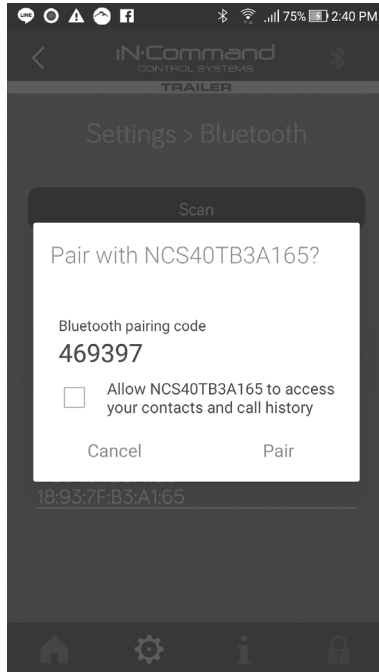 LINE
75% 2:40 PM
iN·Command
CONTROL SYSTEMS
TRAILER
Settings > Bluetooth
Scan
Pair with NCS40TB3A165?
Bluetooth pairing code
469397
Allow NCS40TB3A165 to access
your contacts and call history
Cancel Pair
18:93:7F:B3:A1:65